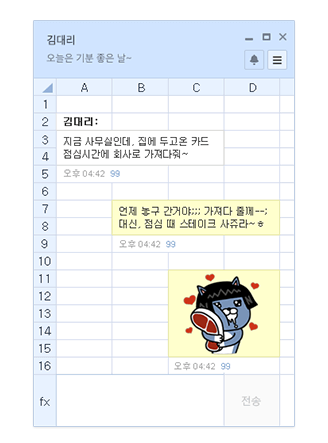 김대리
오늘은 기분 좋은 날~
A B C D
1
2 김대리:
3 지금 사무실인데, 집에 두고온 카드
4 점심시간에 회사로 가져다줘~
5 오후 04:42 99
6
7 언제 놓구 간거야;;; 가져다 줄께--;
8 대신, 점심 때 스테이크 사쥬라~ㅎ
9 오후 04:42 99
10
11
12
13
14
15
16 오후 04:42 99
fx 전송